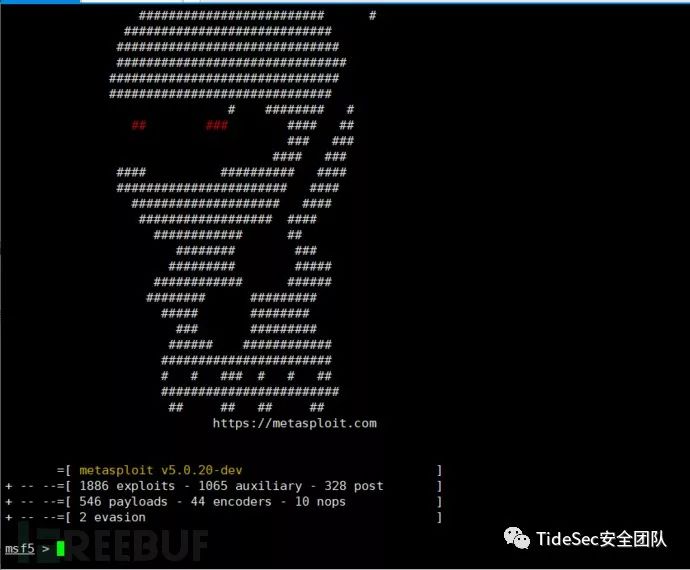 https://metasploit.com
=[ metasploit v5.0.20-dev ]
+ -- --=[ 1886 exploits - 1065 auxiliary - 328 post ]
+ -- --=[ 546 payloads - 44 encoders - 10 nops ]
+ -- --=[ 2 evasion ]
msf5 >
FREEBUF
TideSec安全团队